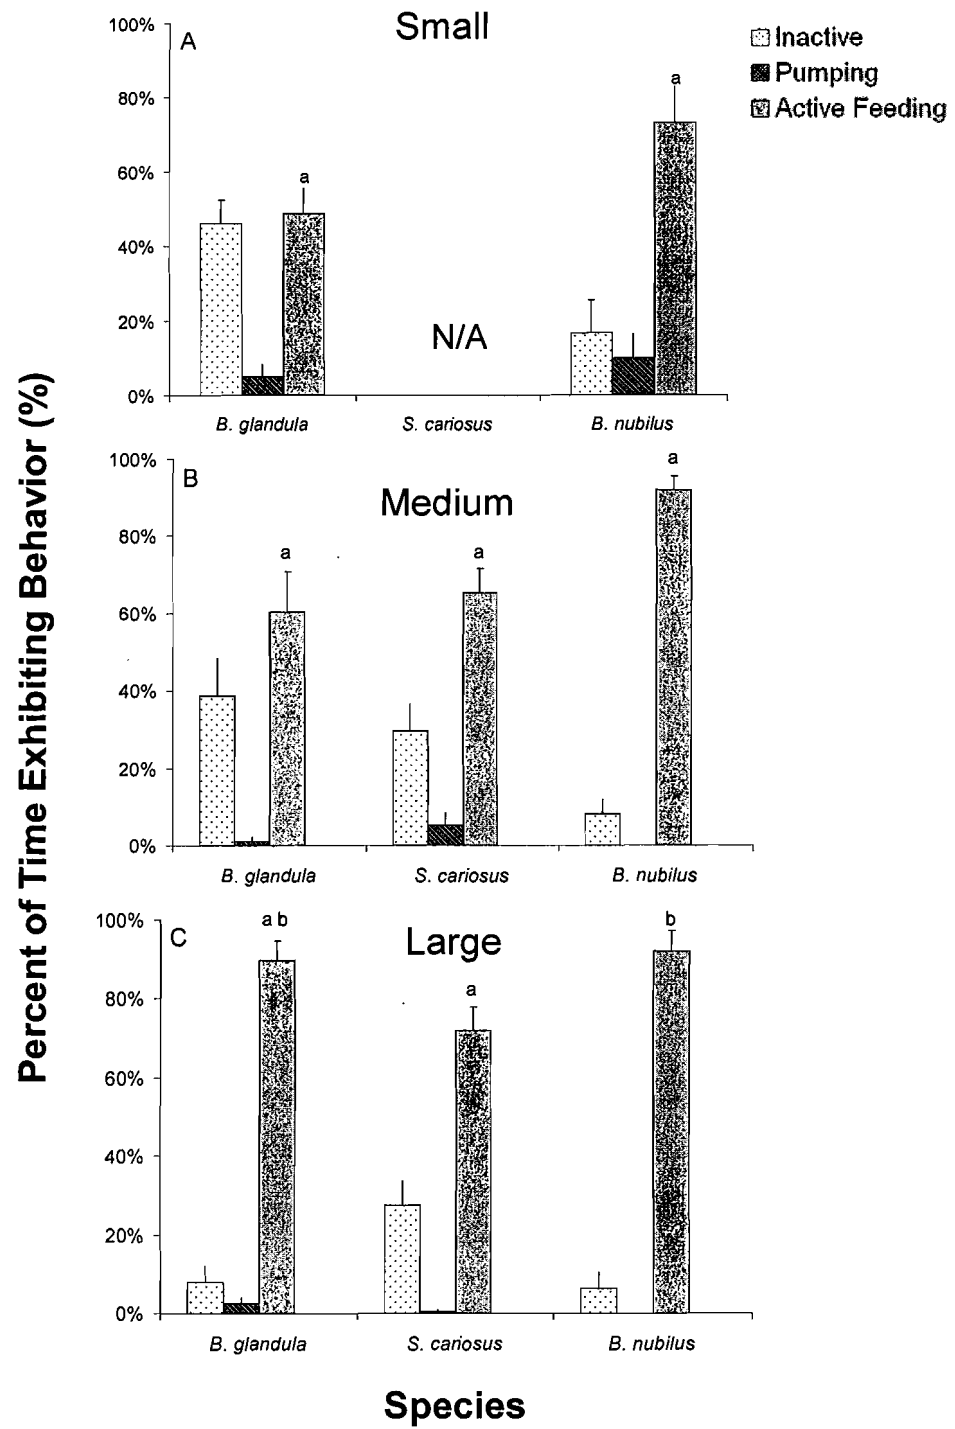 Small
A
Inactive
Pumping
Active Feeding
100%
80%
60%
40%
20%
0%
a
a
N/A
B. glandula
S. cariosus
B. nubilus
Percent of Time Exhibiting Behavior (%)
B
Medium
100%
80%
60%
40%
20%
0%
a
a
a
B. glandula
S. cariosus
B. nubilus
C
Large
100%
80%
60%
40%
20%
0%
a b
a
b
B. glandula
S. cariosus
B. nubilus
Species